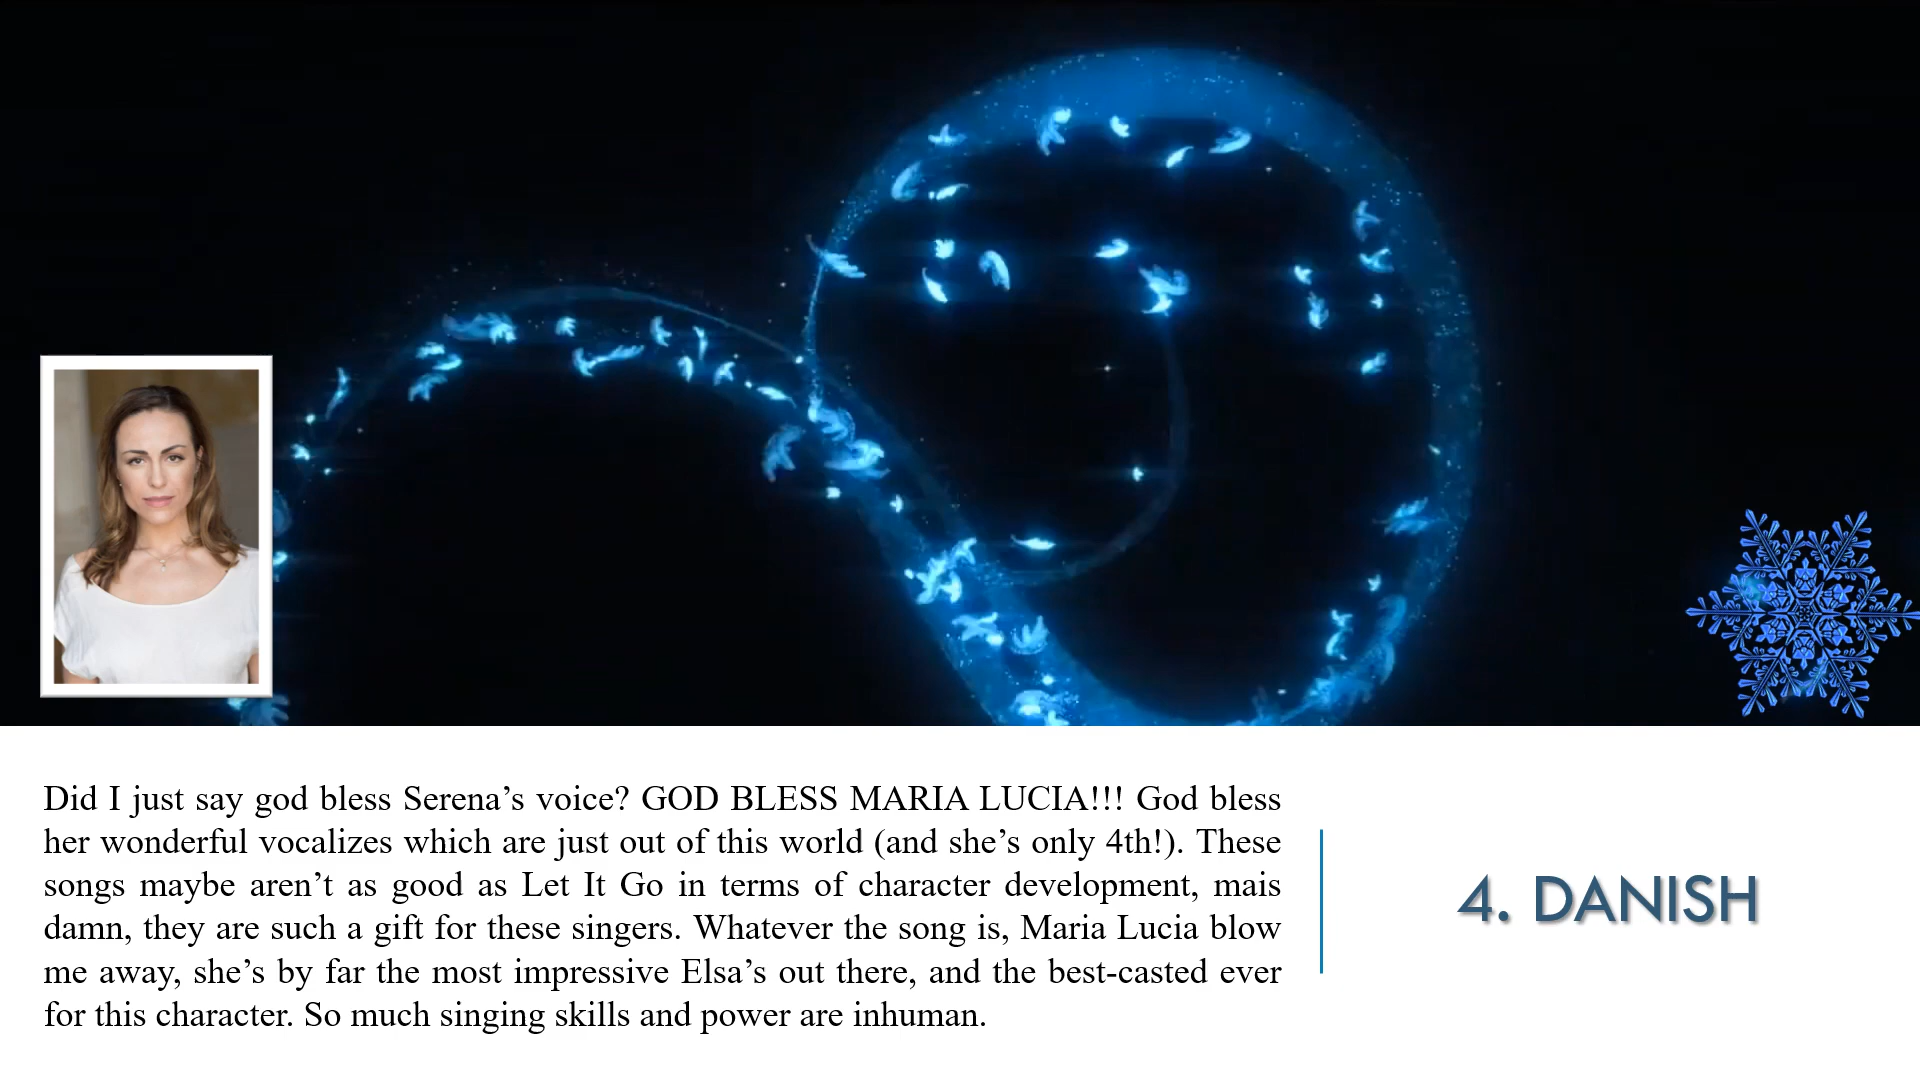 Did I just say god bless Serena’s voice? GOD BLESS MARIA LUCIA!!! God bless
her wonderful vocalizes which are just out of this world (and she’s only 4th!). These
songs maybe aren’t as good as Let It Go in terms of character development, mais
damn, they are such a gift for these singers. Whatever the song is, Maria Lucia blow
me away, she’s by far the most impressive Elsa’s out there, and the best-casted ever
for this character. So much singing skills and power are inhuman.
4. DANISH